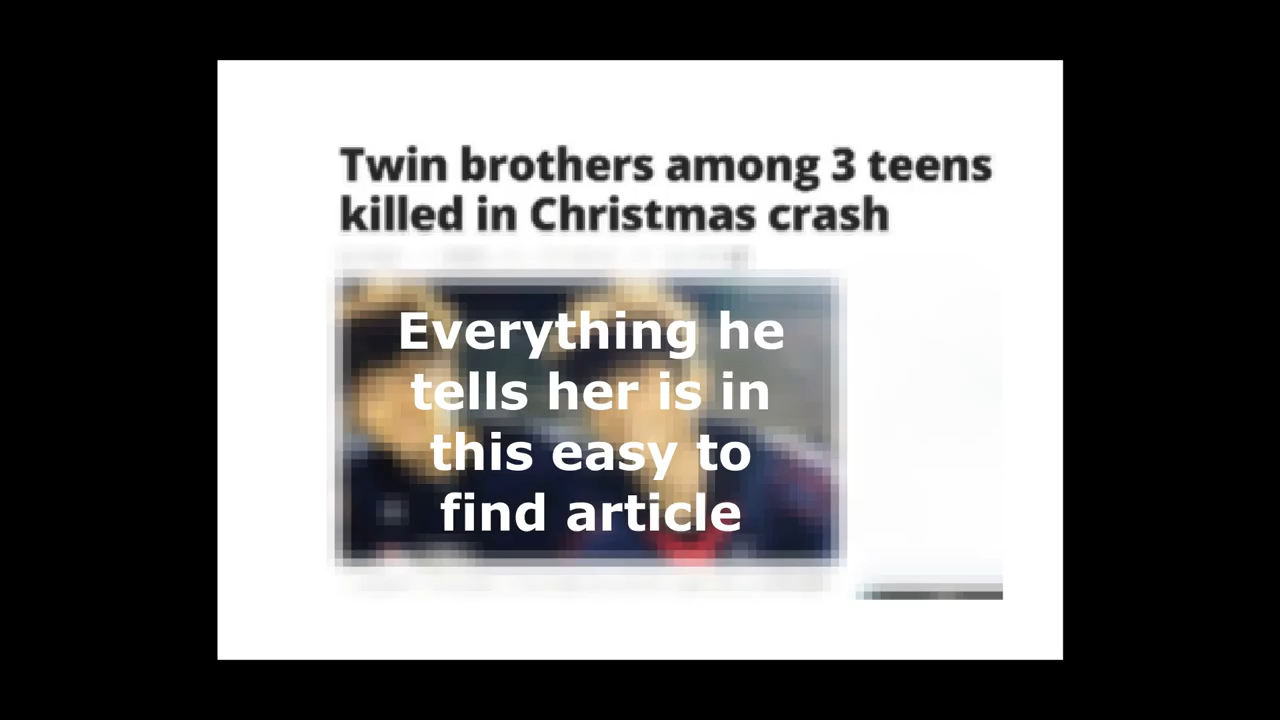 Twin brothers among 3 teens
killed in Christmas crash
Everything he
tells her is in
this easy to
find article